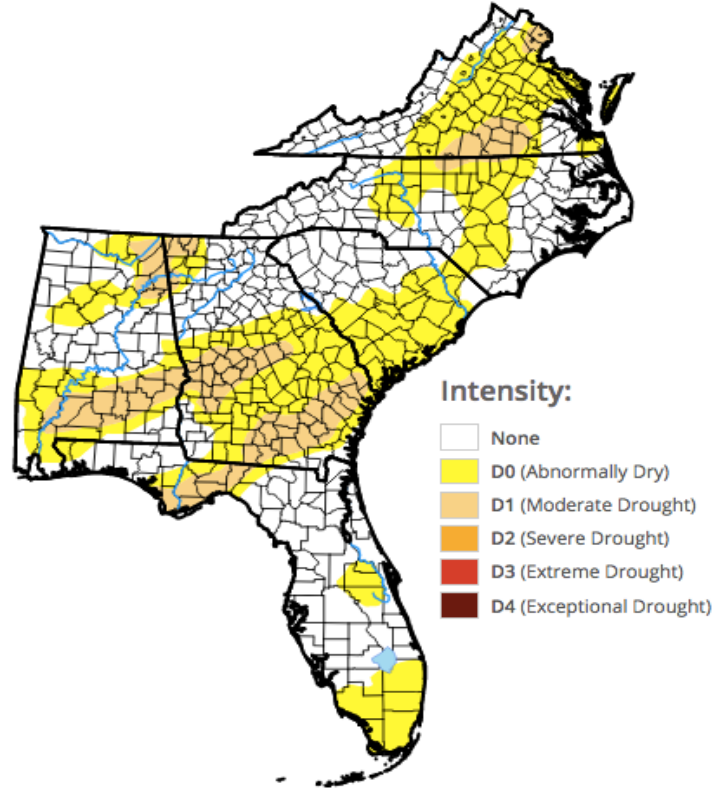 Intensity:
None
D0 (Abnormally Dry)
D1 (Moderate Drought)
D2 (Severe Drought)
D3 (Extreme Drought)
D4 (Exceptional Drought)